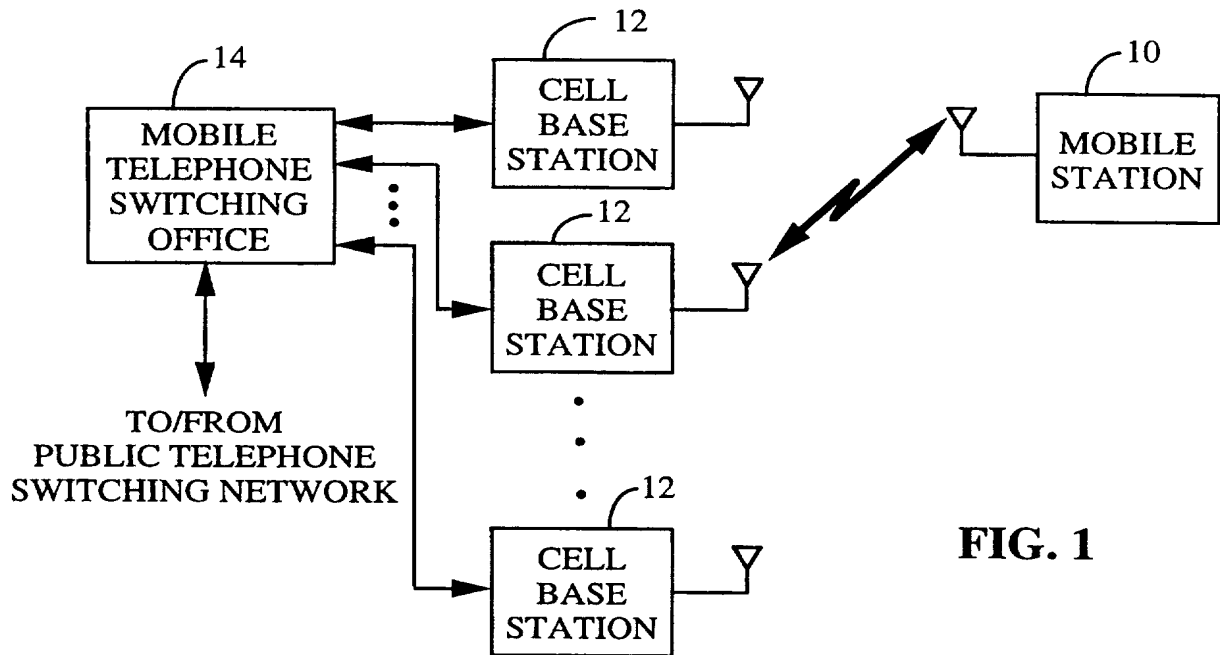 12
14
10
CELL
BASE
STATION
MOBILE
TELEPHONE
SWITCHING
OFFICE
MOBILE
STATION
12
CELL
BASE
STATION
TO/FROM
PUBLIC TELEPHONE
SWITCHING NETWORK
12
CELL
BASE
STATION
FIG. 1